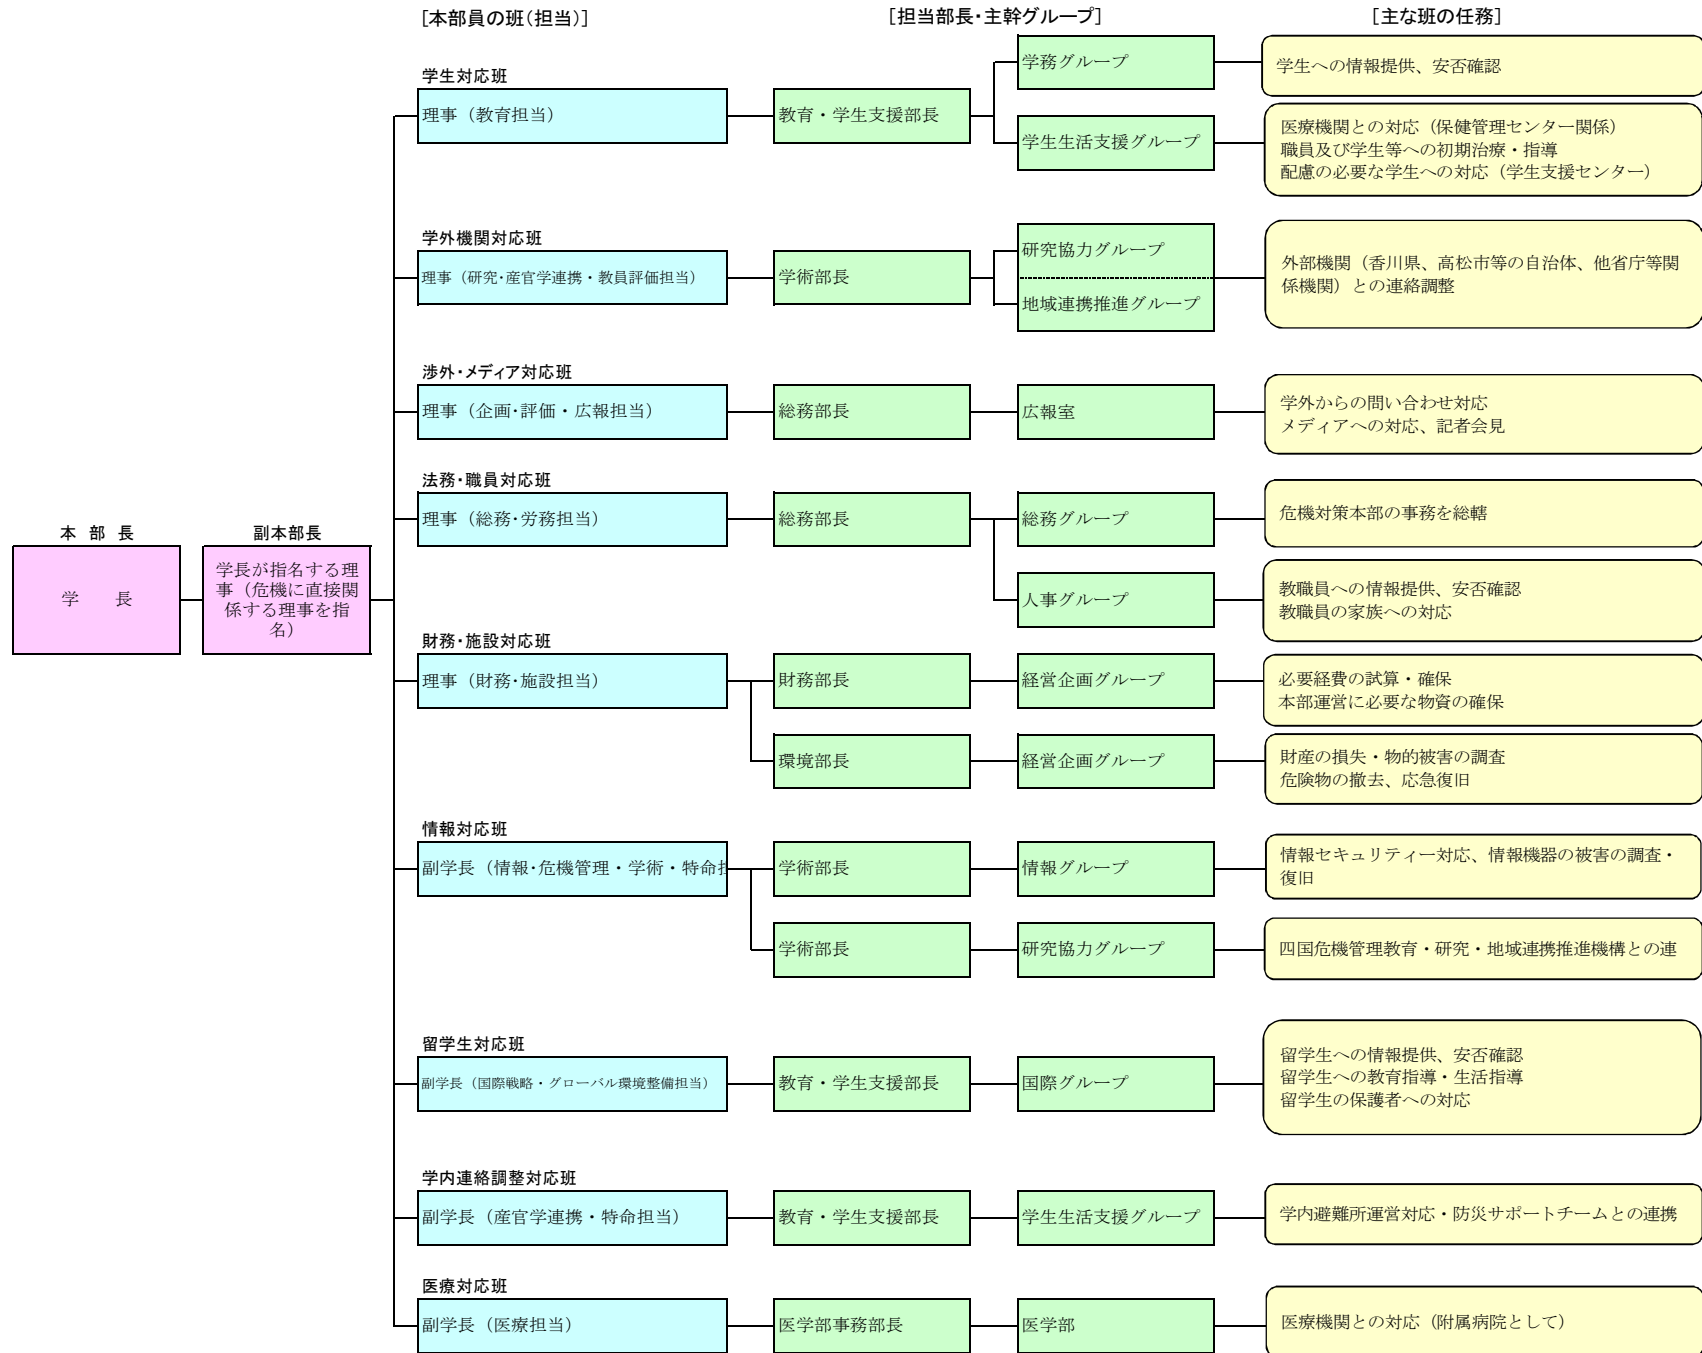 ［本部員の班（担当）］
［担当部長・主幹グループ］
［主な班の任務］
本 部 長
学　　長
副本部長
学長が指名する理
事（危機に直接関
係する理事を指
名）
学生対応班
理事（教育担当）
教育・学生支援部長
学務グループ
学生への情報提供、安否確認
学生生活支援グループ
医療機関との対応（保健管理センター関係）
職員及び学生等への初期治療・指導
配慮の必要な学生への対応（学生支援センター）
学外機関対応班
理事（研究・産官学連携・教員評価担当）
学術部長
研究協力グループ
地域連携推進グループ
外部機関（香川県、高松市等の自治体、他省庁等関
係機関）との連絡調整
渉外・メディア対応班
理事（企画・評価・広報担当）
総務部長
広報室
学外からの問い合わせ対応
メディアへの対応、記者会見
法務・職員対応班
理事（総務・労務担当）
総務部長
総務グループ
危機対策本部の事務を総轄
人事グループ
教職員への情報提供、安否確認
教職員の家族への対応
財務・施設対応班
理事（財務・施設担当）
財務部長
経営企画グループ
必要経費の試算・確保
本部運営に必要な物資の確保
環境部長
経営企画グループ
財産の損失・物的被害の調査
危険物の撤去、応急復旧
情報対応班
副学長（情報・危機管理・学術・特命
学術部長
情報グループ
情報セキュリティー対応、情報機器の被害の調査・
復旧
学術部長
研究協力グループ
四国危機管理教育・研究・地域連携推進機構との連
留学生対応班
副学長（国際戦略・グローバル環境整備担当）
教育・学生支援部長
国際グループ
留学生への情報提供、安否確認
留学生への教育指導・生活指導
留学生の保護者への対応
学内連絡調整対応班
副学長（産官学連携・特命担当）
教育・学生支援部長
学生生活支援グループ
学内避難所運営対応・防災サポートチームとの連携
医療対応班
副学長（医療担当）
医学部事務部長
医学部
医療機関との対応（附属病院として）